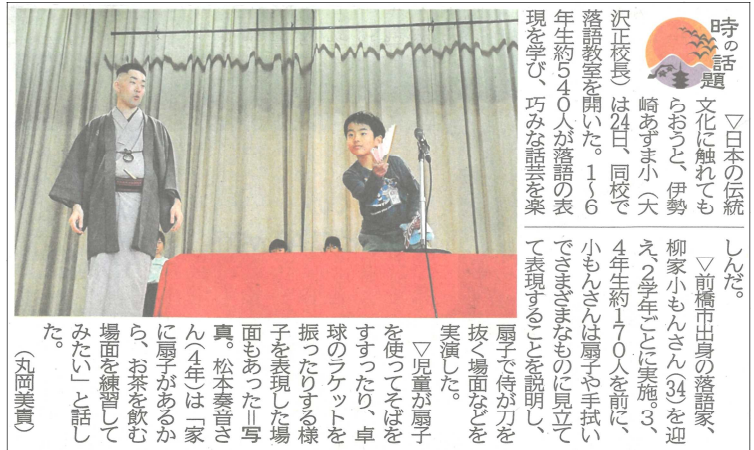 時の話題
▽日本の伝統
文化に触れても
らおうと、伊勢
崎あずま小（大
沢正校長）は24日、同校で
落語教室を開いた。1～6
年生約540人が落語の表
現を学び、巧みな話芸を楽
しんだ。
▽前橋市出身の落語家、
柳家小もんさん（34）を迎
え、2学年ごとに実施。3、
4年生約170人を前に、
小もんさんは扇子や手拭い
でさまざまなものに見立て
て表現することを説明し、
扇子で侍が刀を
抜く場面などを
実演した。
▽児童が扇子
を使ってそばを
すすったり、卓
球のラケットを
振ったりする様
子を表現した場
面もあった＝写
真。松本奏音さ
ん（4年）は「家
に扇子があるか
ら、お茶を飲む
場面を練習して
みたい」と話し
た。
（丸岡美貴）